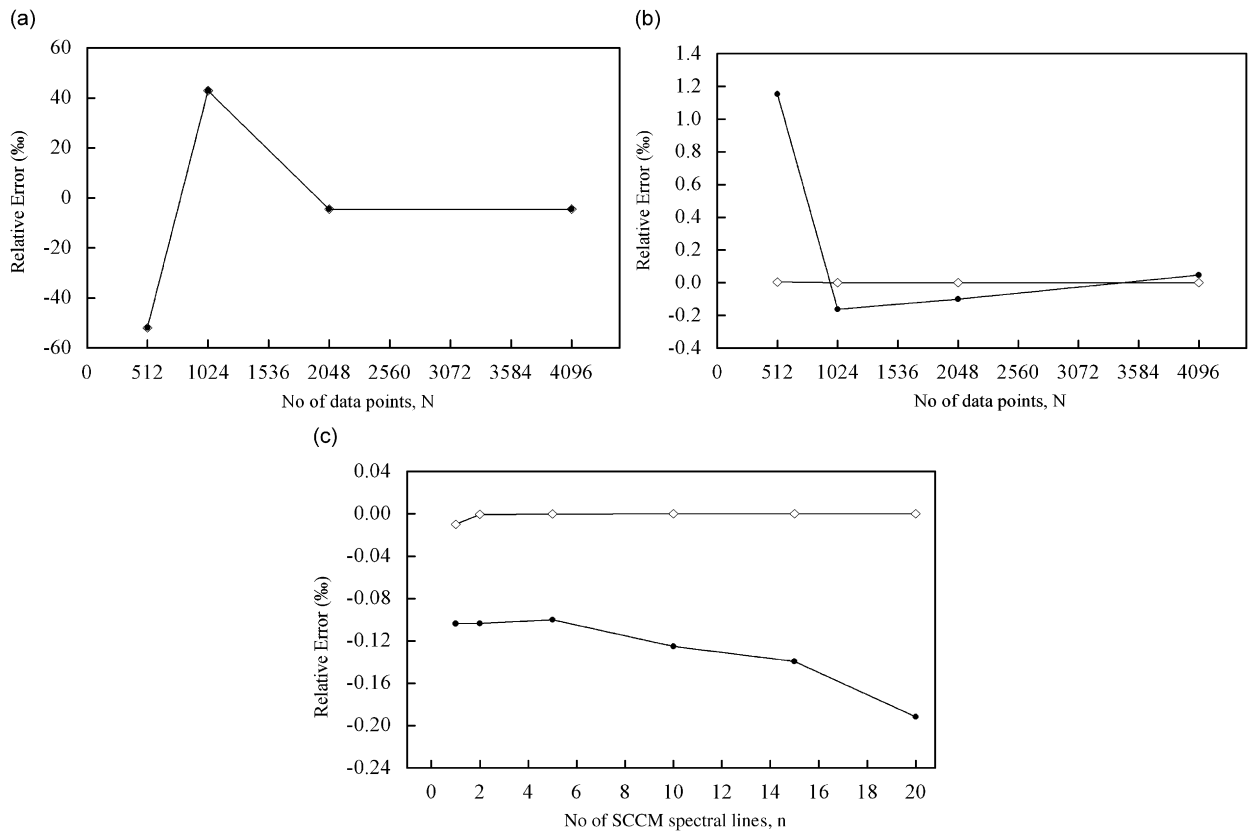 (a)
60
40
20
0
-20
-40
-60
Relative Error (‰)
0 512 1024 1536 2048 2560 3072 3584 4096
No of data points, N
(b)
1.4
1.2
1.0
0.8
0.6
0.4
0.2
0.0
-0.2
-0.4
Relative Error (‰)
0 512 1024 1536 2048 2560 3072 3584 4096
No of data points, N
(c)
0.04
0.00
-0.04
-0.08
-0.12
-0.16
-0.20
-0.24
Relative Error (‰)
0 2 4 6 8 10 12 14 16 18 20
No of SCCM spectral lines, n